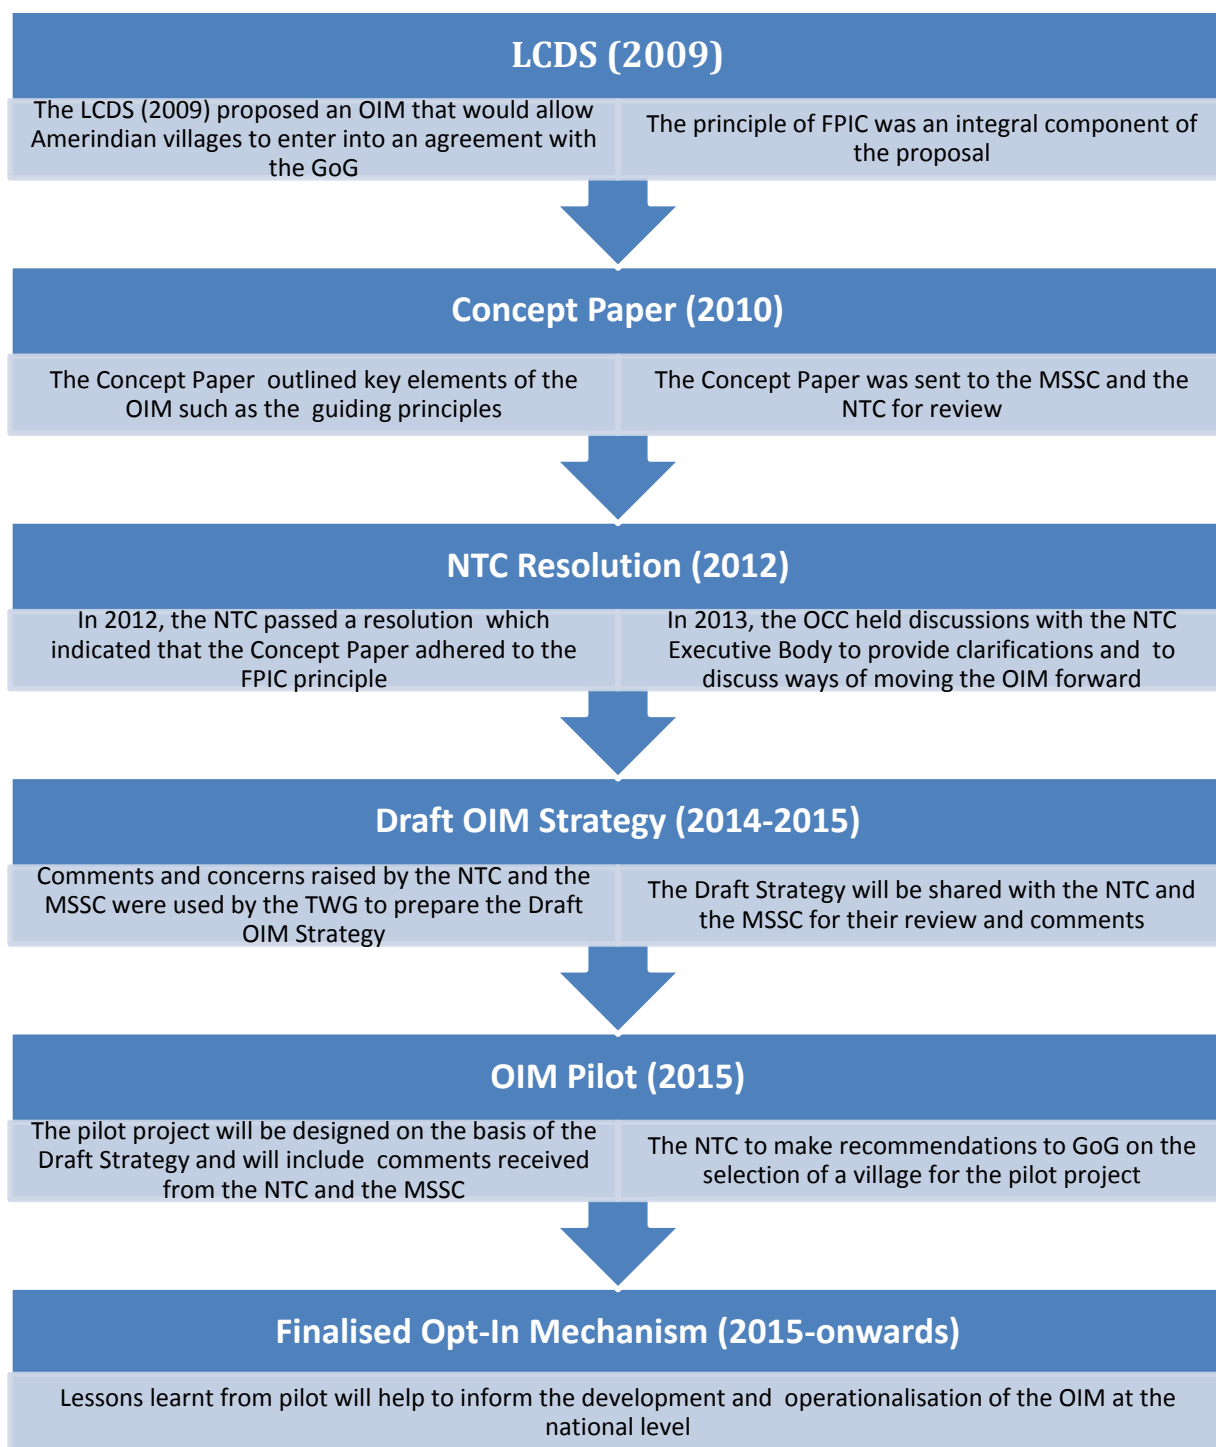 LCDS (2009)
The LCDS (2009) proposed an OIM that would allow
Amerindian villages to enter into an agreement with
the GoG
The principle of FPIC was an integral component of
the proposal
Concept Paper (2010)
The Concept Paper outlined key elements of the
OIM such as the guiding principles
The Concept Paper was sent to the MSSC and the
NTC for review
NTC Resolution (2012)
In 2012, the NTC passed a resolution which
indicated that the Concept Paper adhered to the
FPIC principle
In 2013, the OCC held discussions with the NTC
Executive Body to provide clarifications and to
discuss ways of moving the OIM forward
Draft OIM Strategy (2014-2015)
Comments and concerns raised by the NTC and the
MSSC were used by the TWG to prepare the Draft
OIM Strategy
The Draft Strategy will be shared with the NTC and
the MSSC for their review and comments
OIM Pilot (2015)
The pilot project will be designed on the basis of the
Draft Strategy and will include comments received
from the NTC and the MSSC
The NTC to make recommendations to GoG on the
selection of a village for the pilot project
Finalised Opt-In Mechanism (2015-onwards)
Lessons learnt from pilot will help to inform the development and operationalisation of the OIM at the
national level